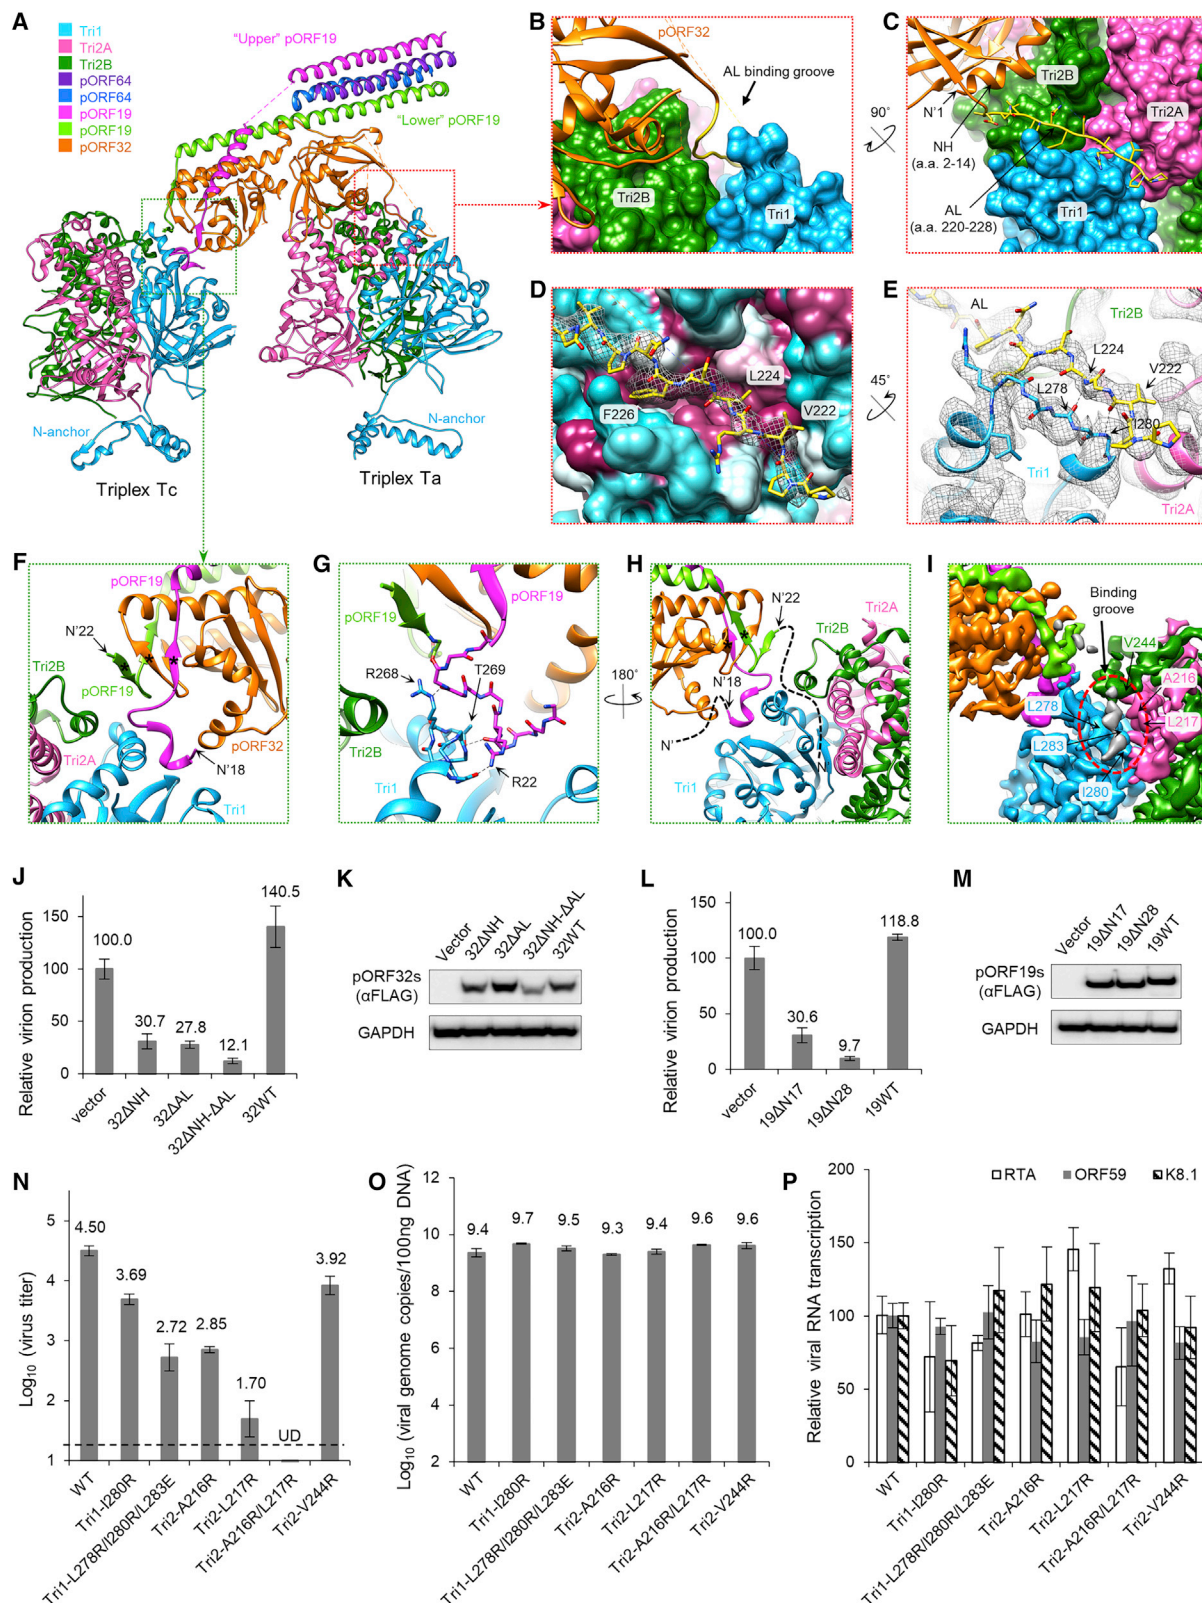 A
Tri1
Tri2A
Tri2B
pORF64
pORF64
pORF19
pORF19
pORF32
"Upper" pORF19
"Lower" pORF19
N-anchor
N-anchor
Triplex Tc
Triplex Ta
B
pORF32
AL binding groove
Tri2B
Tri1
90°
C
Tri2B
Tri2A
N'1
NH
(a.a. 2-14)
AL
(a.a. 220-228)
Tri1
D
L224
F226
V222
45°
E
AL
Tri2B
L224
V222
L278
I280
Tri1
Tri2A
F
pORF19
N'22
Tri2B
pORF19
Tri2A
pORF32
N'18
Tri1
G
pORF19
pORF19
R268
T269
Tri2B
Tri1
R22
180°
H
N'22
Tri2A
Tri2B
N'18
N'
N'
Tri1
I
Binding
groove
V244
A216
L278
L217
L283
I280
J
Relative virion production
150
100
50
0
100.0
30.7
27.8
12.1
140.5
vector
32ΔNH
32ΔAL
32ΔNH-ΔAL
32WT
K
Vector
32ΔNH
32ΔAL
32ΔNH-ΔAL
32WT
pORF32s
(αFLAG)
GAPDH
L
Relative virion production
150
100
50
0
100.0
30.6
9.7
118.8
vector
19ΔN17
19ΔN28
19WT
M
Vector
19ΔN17
19ΔN28
19WT
pORF19s
(αFLAG)
GAPDH
N
Log10 (virus titer)
5
4
3
2
1
4.50
3.69
2.72
2.85
1.70
UD
3.92
WT
Tri1-I280R
Tri1-L278R/I280R/L283E
Tri2-A216R
Tri2-L217R
Tri2-A216R/L217R
Tri2-V244R
O
Log10 (viral genome copies/100ng DNA)
12
10
8
6
4
2
9.4
9.7
9.5
9.3
9.4
9.6
9.6
WT
Tri1-I280R
Tri1-L278R/I280R/L283E
Tri2-A216R
Tri2-L217R
Tri2-A216R/L217R
Tri2-V244R
P
Relative viral RNA transcription
200
150
100
50
0
RTA
ORF59
K8.1
WT
Tri1-I280R
Tri1-L278R/I280R/L283E
Tri2-A216R
Tri2-L217R
Tri2-A216R/L217R
Tri2-V244R